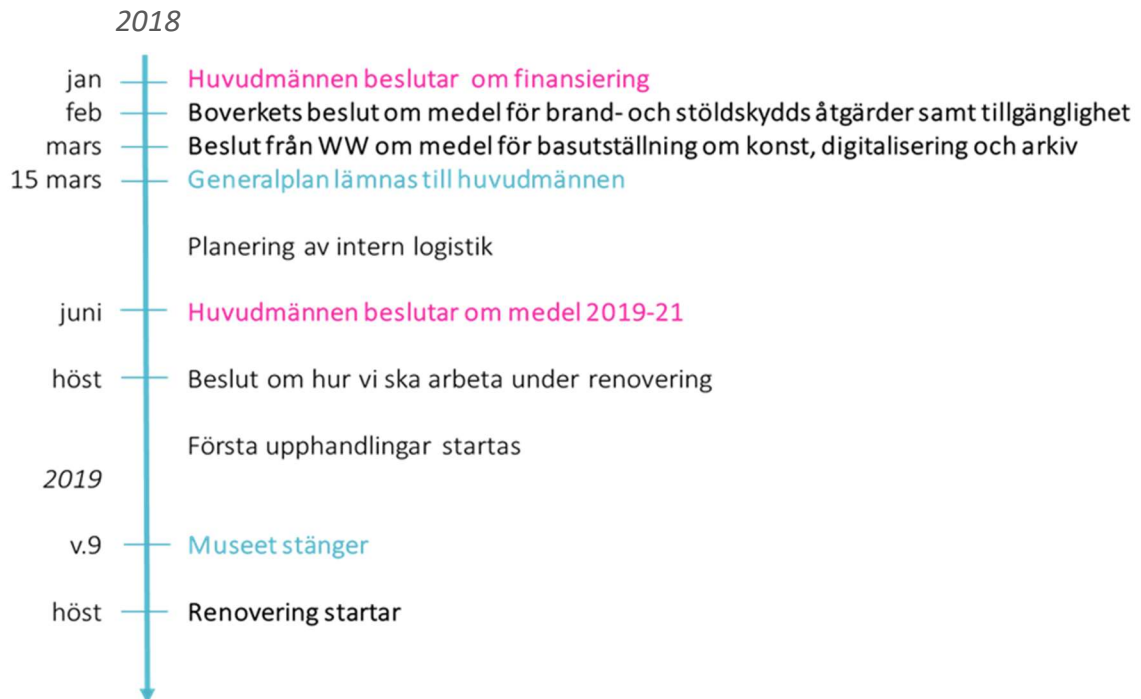 2018
jan Huvudmännen beslutar om finansiering
feb Boverkets beslut om medel för brand- och stöldskydds åtgärder samt tillgänglighet
mars Beslut från WW om medel för basutställning om konst, digitalisering och arkiv
15 mars Generalplan lämnas till huvudmännen
Planering av intern logistik
juni Huvudmännen beslutar om medel 2019-21
höst Beslut om hur vi ska arbeta under renovering
Första upphandlingar startas
2019
v.9 Museet stänger
höst Renovering startar